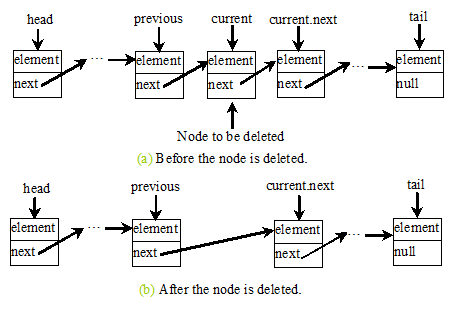 head previous current current.next tail
element ... element element element ... element
next next next next null
Node to be deleted
(a) Before the node is deleted.
head previous current.next tail
element ... element element ... element
next next next null
(b) After the node is deleted.